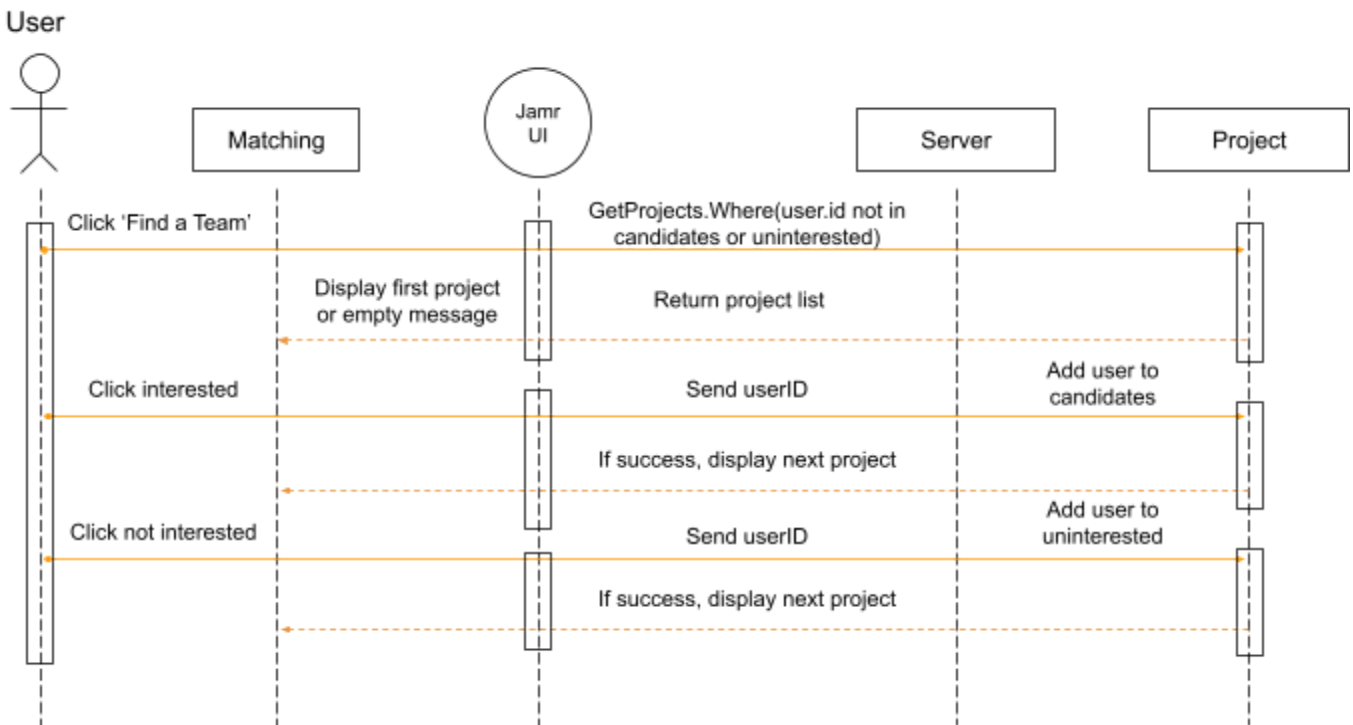 User
Matching
Jamr
UI
Server
Project
Click ‘Find a Team’
GetProjects.Where(user.id not in
candidates or uninterested)
Display first project
or empty message
Return project list
Click interested
Send userID
Add user to
candidates
If success, display next project
Click not interested
Send userID
Add user to
uninterested
If success, display next project